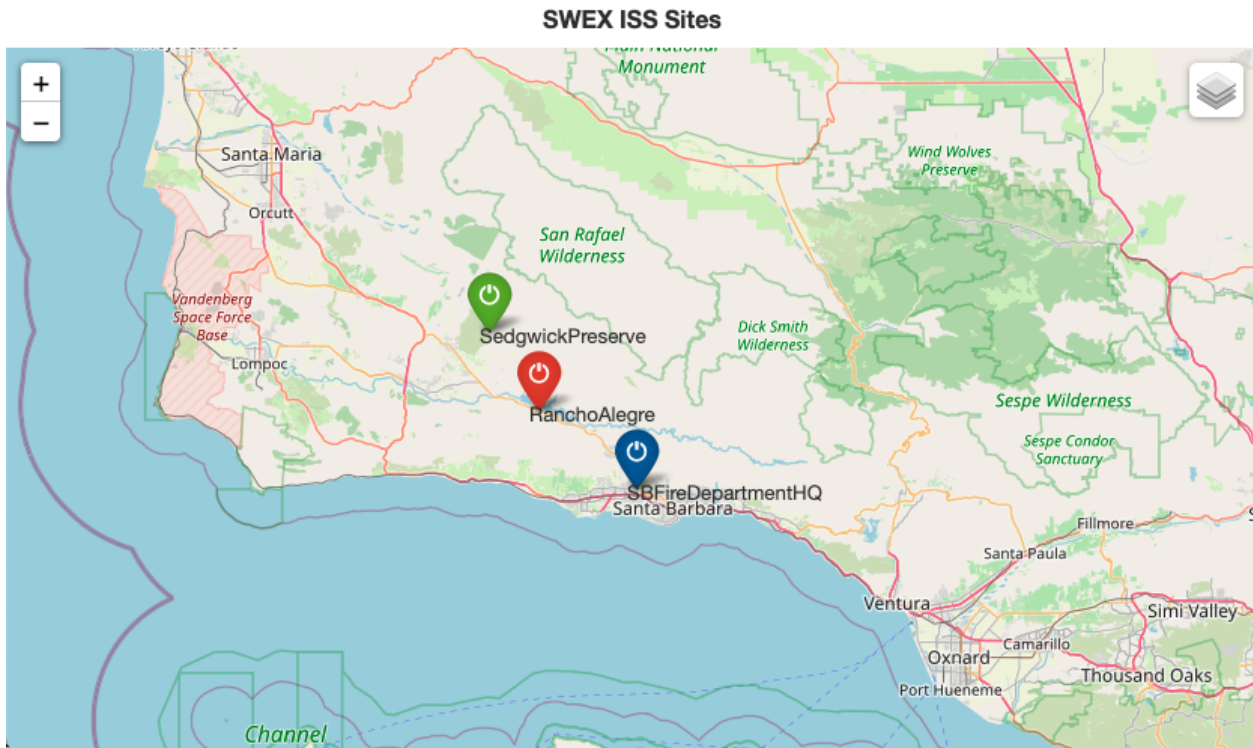 SWEX ISS Sites
Main National
Monument
+
−
Santa Maria
Wind Wolves
Preserve
Orcutt
San Rafael
Wilderness
Vandenberg
Space Force
Base
SedgwickPreserve
Dick Smith
Wilderness
Lompoc
Sespe Wilderness
RanchoAlegre
Sespe Condor
Sanctuary
SBFireDepartmentHQ
Santa Barbara
Fillmore
Santa Paula
Ventura
Simi Valley
Camarillo
Oxnard
Thousand Oaks
Port Hueneme
Channel